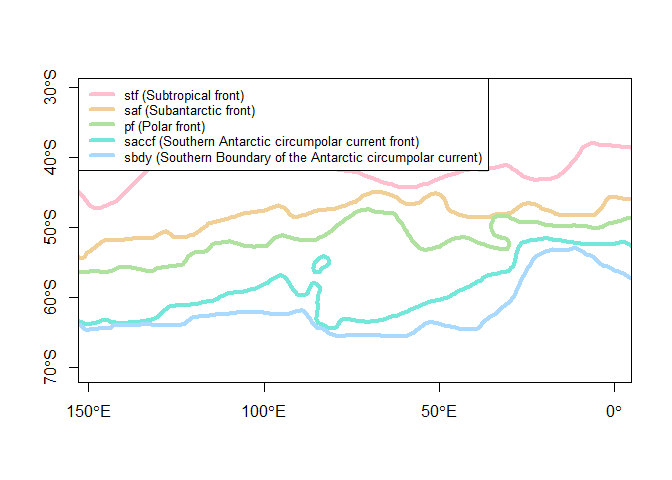 30°S
40°S
50°S
60°S
70°S
stf (Subtropical front)
saf (Subantarctic front)
pf (Polar front)
saccf (Southern Antarctic circumpolar current front)
sbdy (Southern Boundary of the Antarctic circumpolar current)
150°E
100°E
50°E
0°